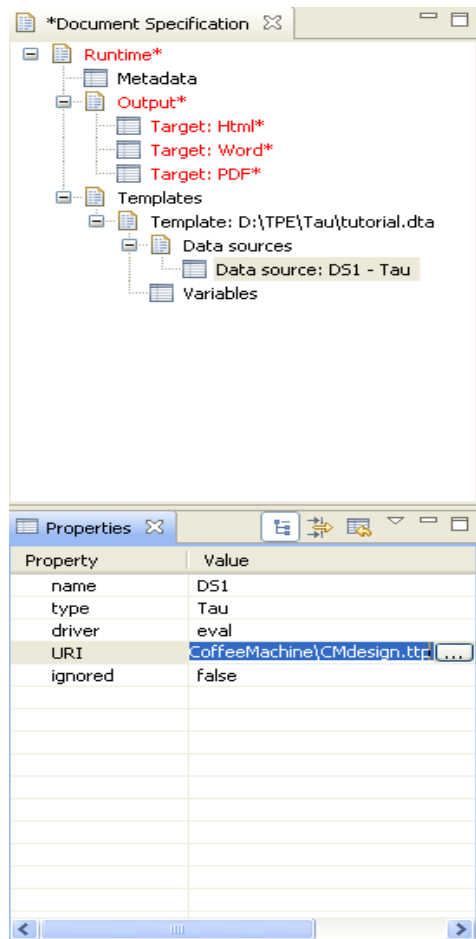 *Document Specification
Runtime*
Metadata
Output*
Target: Html*
Target: Word*
Target: PDF*
Templates
Template: D:\TPE\Tau\tutorial.dta
Data sources
Data source: DS1 - Tau
Variables
Properties
Property Value
name DS1
type Tau
driver eval
URI CoffeeMachine\CMdesign.ttp ...
ignored false